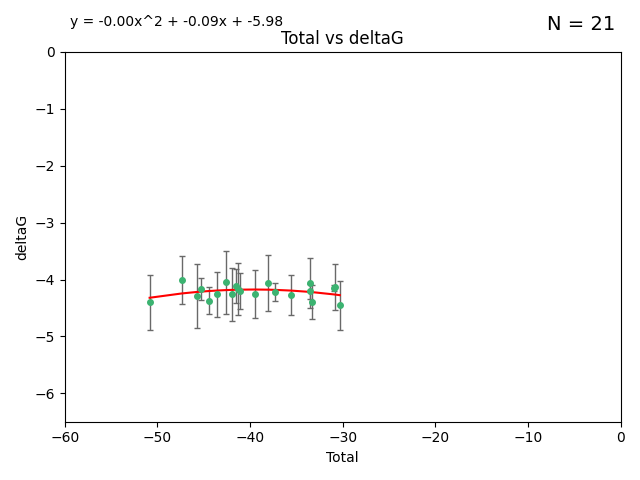 y = -0.00x^2 + -0.09x + -5.98
N = 21
Total vs deltaG
0
−1
−2
−3
−4
−5
−6
deltaG
−60 −50 −40 −30 −20 −10 0
Total